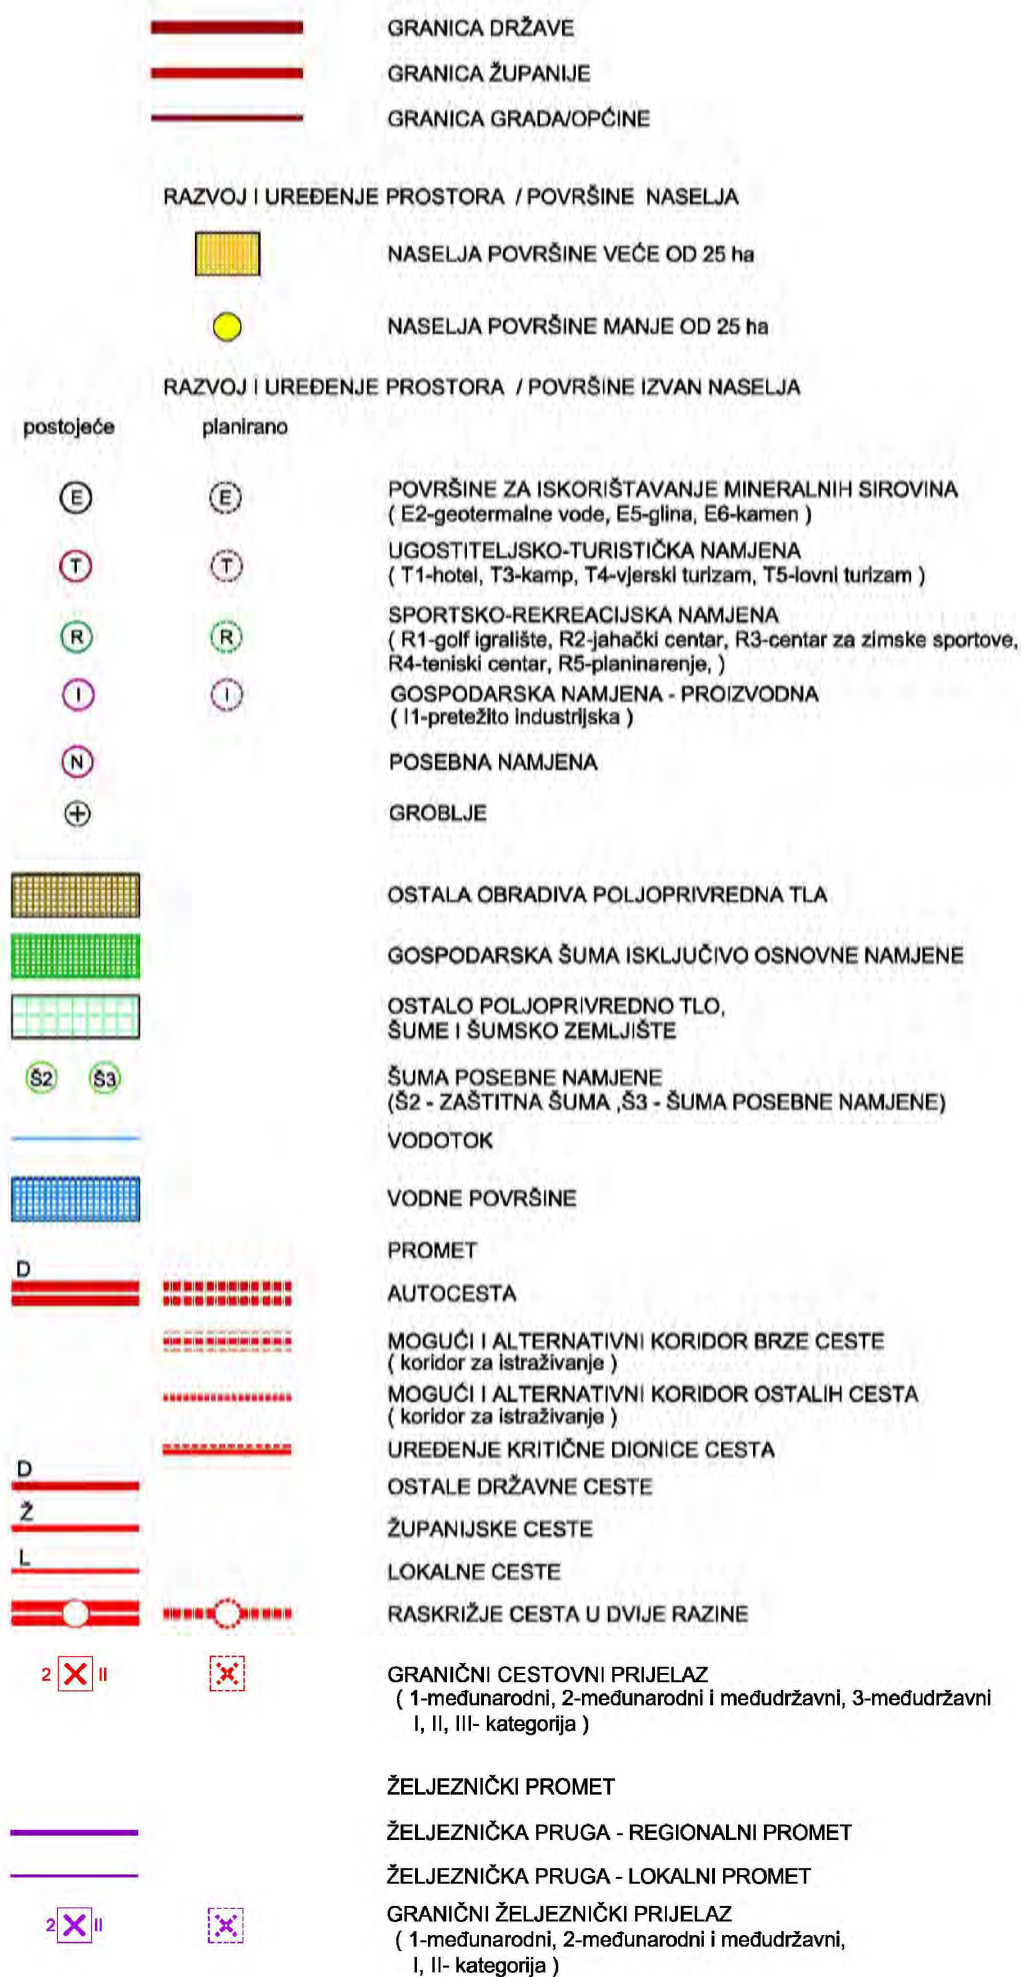 GRANICA DRŽAVE
GRANICA ŽUPANIJE
GRANICA GRADA/OPĆINE
RAZVOJ I UREĐENJE PROSTORA / POVRŠINE NASELJA
NASELJA POVRŠINE VEĆE OD 25 ha
NASELJA POVRŠINE MANJE OD 25 ha
RAZVOJ I UREĐENJE PROSTORA / POVRŠINE IZVAN NASELJA
postojeće planirano
E E POVRŠINE ZA ISKORIŠTAVANJE MINERALNIH SIROVINA
( E2-geotermalne vode, E5-glina, E6-kamen )
T T UGOSTITELJSKO-TURISTIČKA NAMJENA
( T1-hotel, T3-kamp, T4-vjerski turizam, T5-lovni turizam )
R R SPORTSKO-REKREACIJSKA NAMJENA
( R1-golf igralište, R2-jahački centar, R3-centar za zimske sportove,
R4-teniski centar, R5-planinarenje, )
I I GOSPODARSKA NAMJENA - PROIZVODNA
( I1-pretežito industrijska )
N POSEBNA NAMJENA
GROBLJE
OSTALA OBRADIVA POLJOPRIVREDNA TLA
GOSPODARSKA ŠUMA ISKLJUČIVO OSNOVNE NAMJENE
OSTALO POLJOPRIVREDNO TLO,
ŠUME I ŠUMSKO ZEMLJIŠTE
Š2 Š3 ŠUMA POSEBNE NAMJENE
(Š2 - ZAŠTITNA ŠUMA ,Š3 - ŠUMA POSEBNE NAMJENE)
VODOTOK
VODNE POVRŠINE
PROMET
D AUTOCESTA
MOGUĆI I ALTERNATIVNI KORIDOR BRZE CESTE
( koridor za istraživanje )
MOGUĆI I ALTERNATIVNI KORIDOR OSTALIH CESTA
( koridor za istraživanje )
UREĐENJE KRITIČNE DIONICE CESTA
D OSTALE DRŽAVNE CESTE
Ž ŽUPANIJSKE CESTE
L LOKALNE CESTE
RASKRIŽJE CESTA U DVIJE RAZINE
2 II GRANIČNI CESTOVNI PRIJELAZ
( 1-međunarodni, 2-međunarodni i međudržavni, 3-međudržavni
I, II, III- kategorija )
ŽELJEZNIČKI PROMET
ŽELJEZNIČKA PRUGA - REGIONALNI PROMET
ŽELJEZNIČKA PRUGA - LOKALNI PROMET
2 II GRANIČNI ŽELJEZNIČKI PRIJELAZ
( 1-međunarodni, 2-međunarodni i međudržavni,
I, II- kategorija )